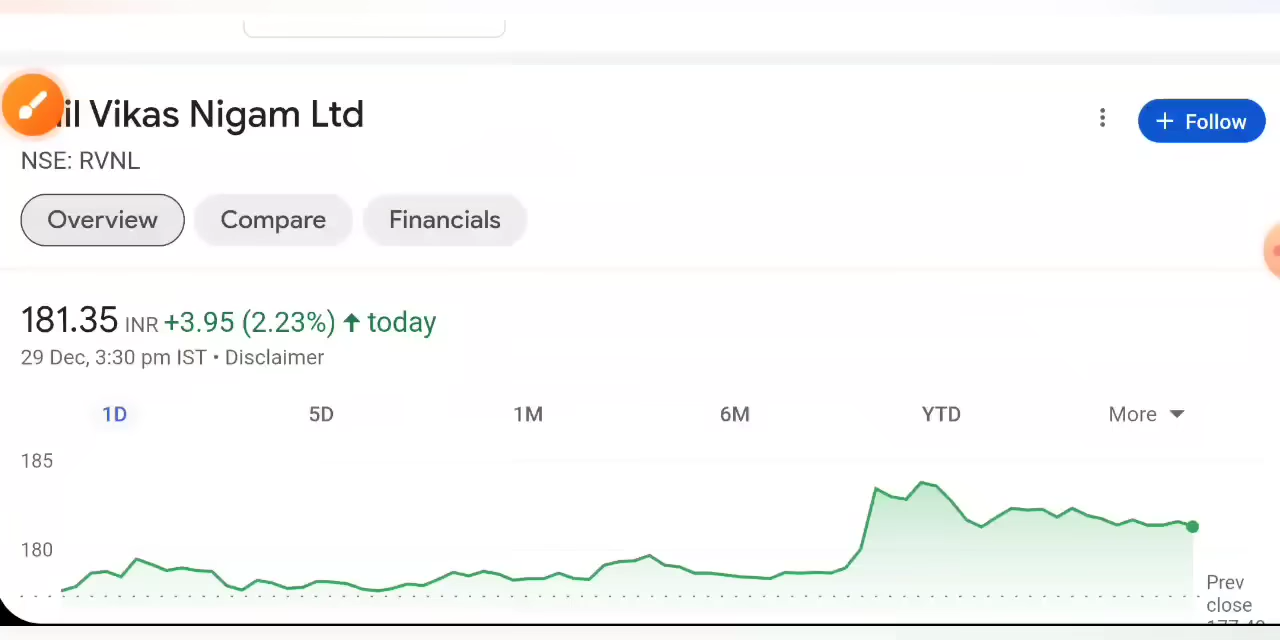 il Vikas Nigam Ltd
+ Follow
NSE: RVNL
Overview
Compare
Financials
181.35 INR +3.95 (2.23%) ↑ today
29 Dec, 3:30 pm IST • Disclaimer
1D
5D
1M
6M
YTD
More
185
180
Prev
close